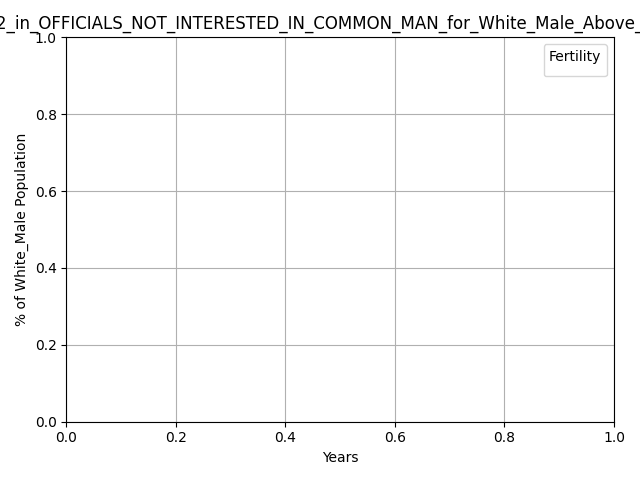 2_in_OFFICIALS_NOT_INTERESTED_IN_COMMON_MAN_for_White_Male_Above_
Fertility
1.0
0.8
0.6
0.4
0.2
0.0
% of White_Male Population
0.0 0.2 0.4 0.6 0.8 1.0
Years